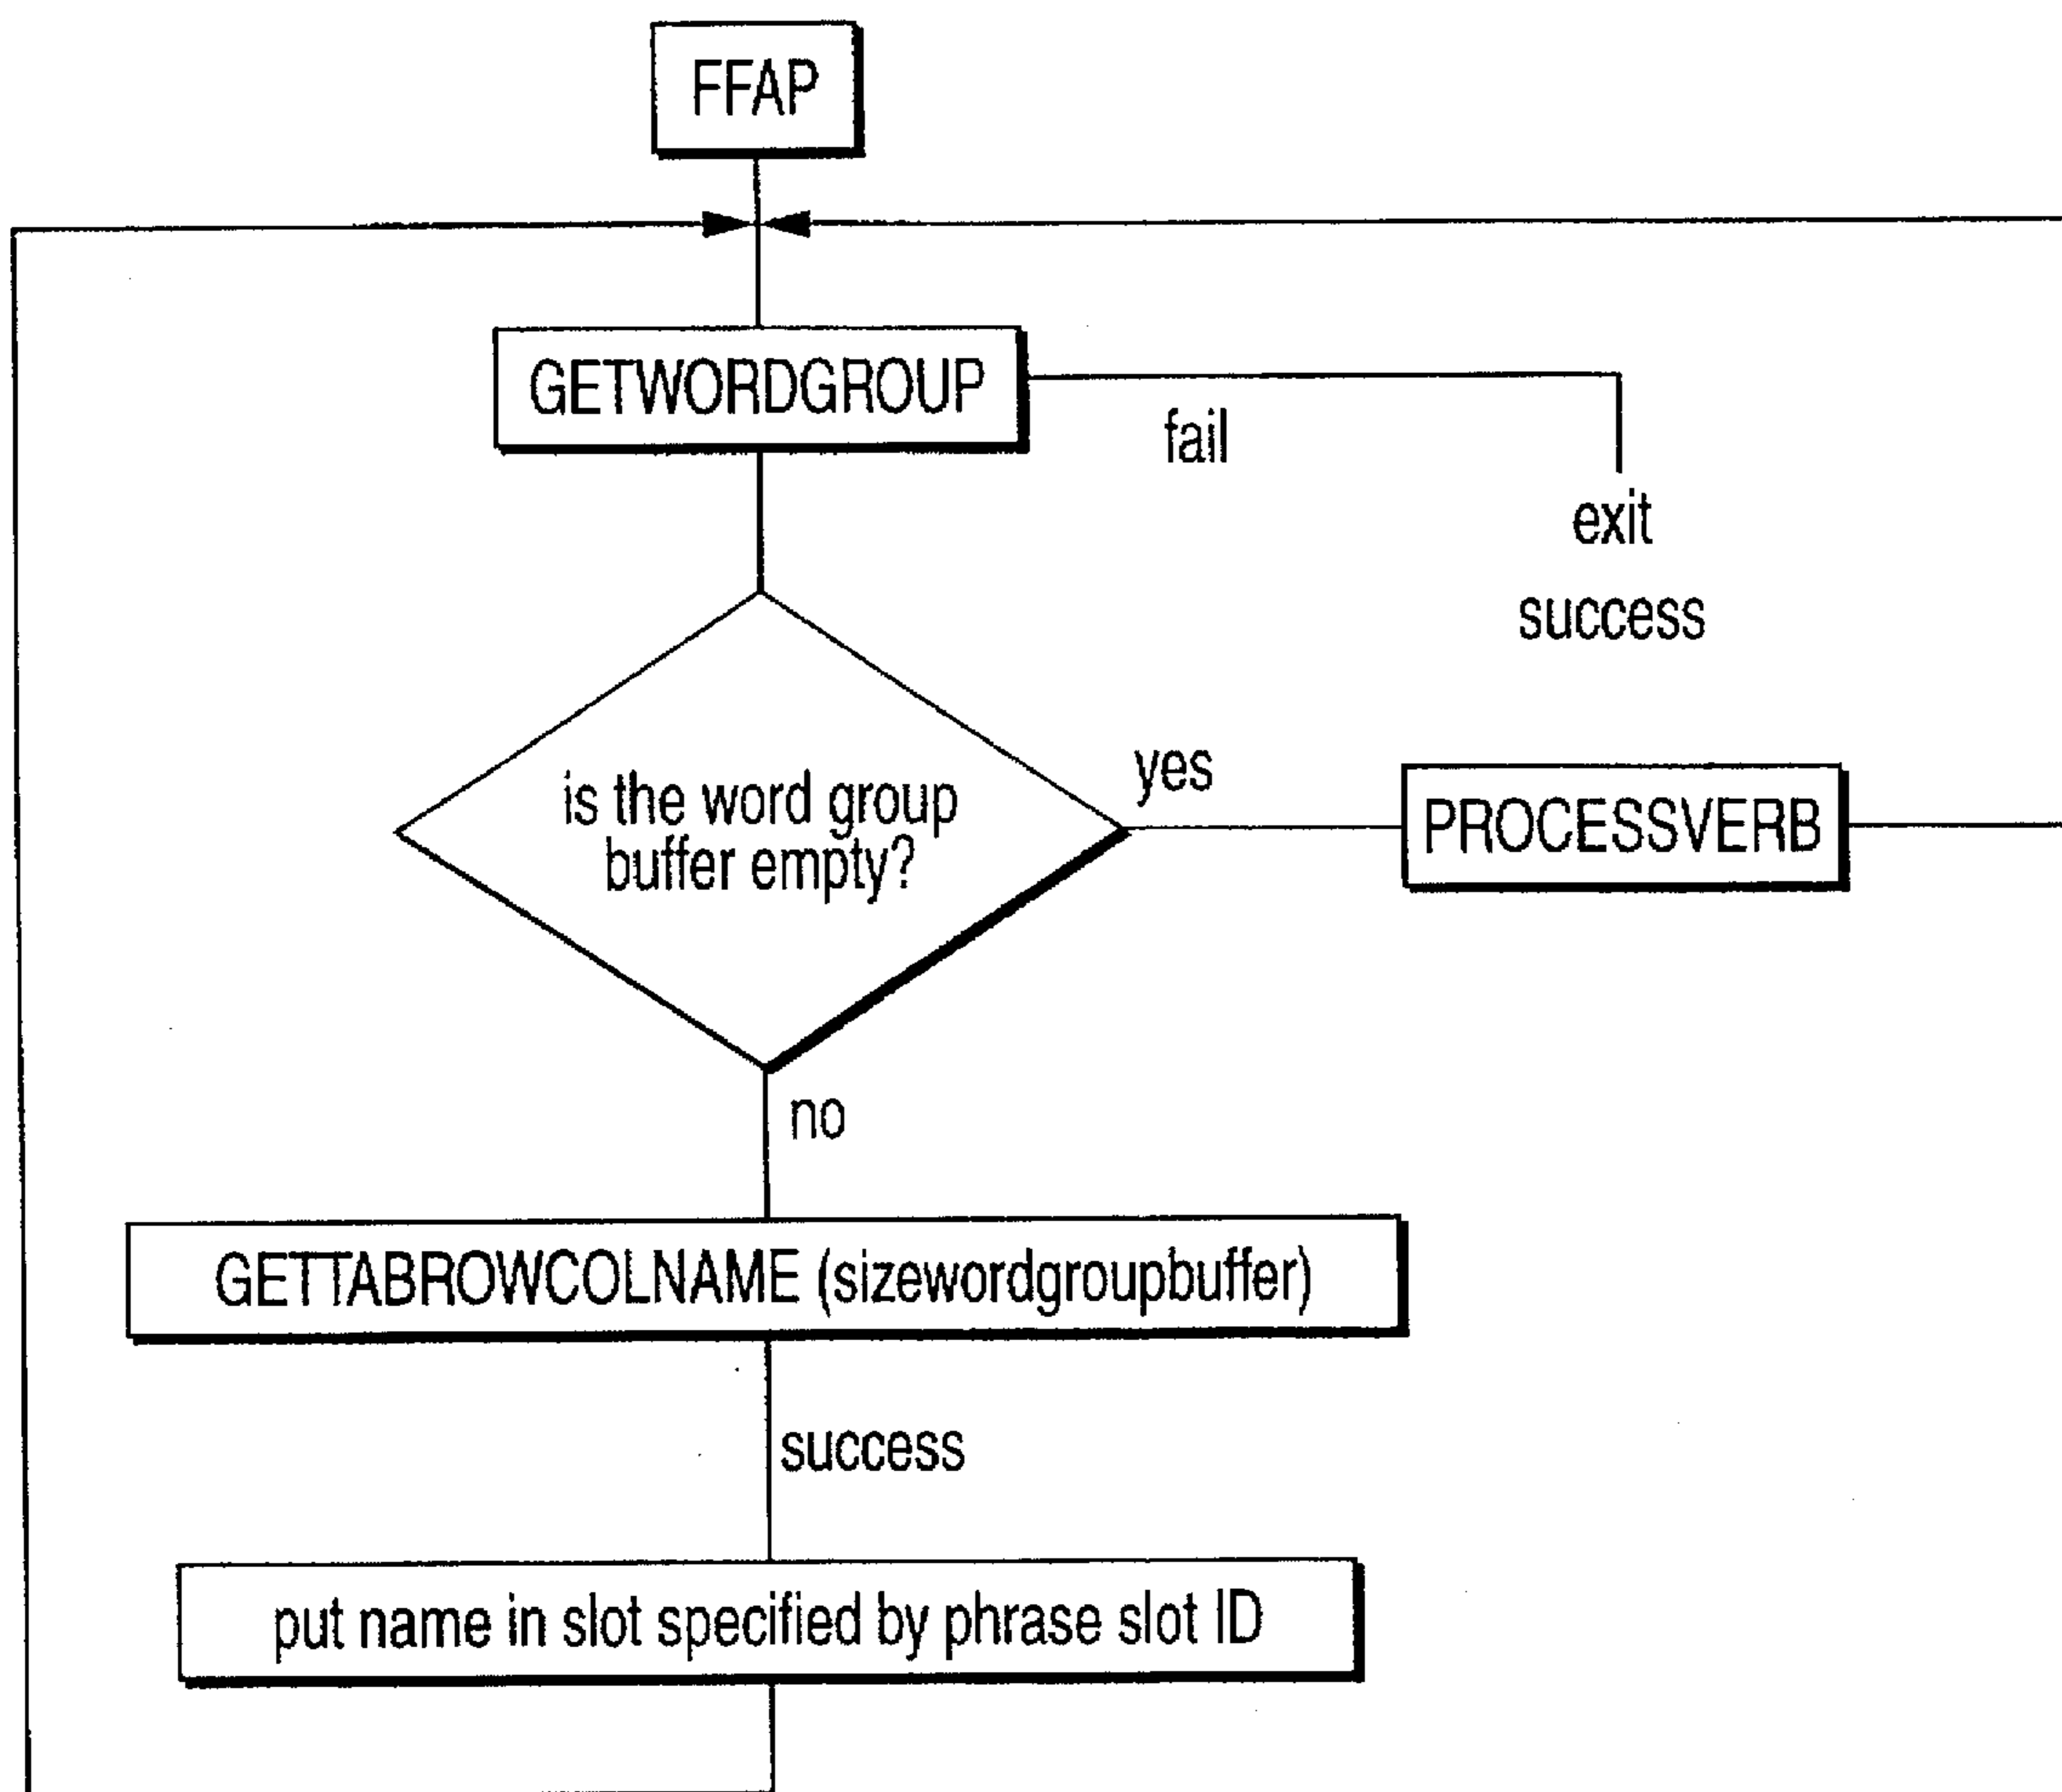 FFAP
GETWORDGROUP
fail
exit
success
is the word group
buffer empty?
yes
PROCESSVERB
no
GETTABROWCOLNAME (sizewordgroupbuffer)
success
put name in slot specified by phrase slot ID